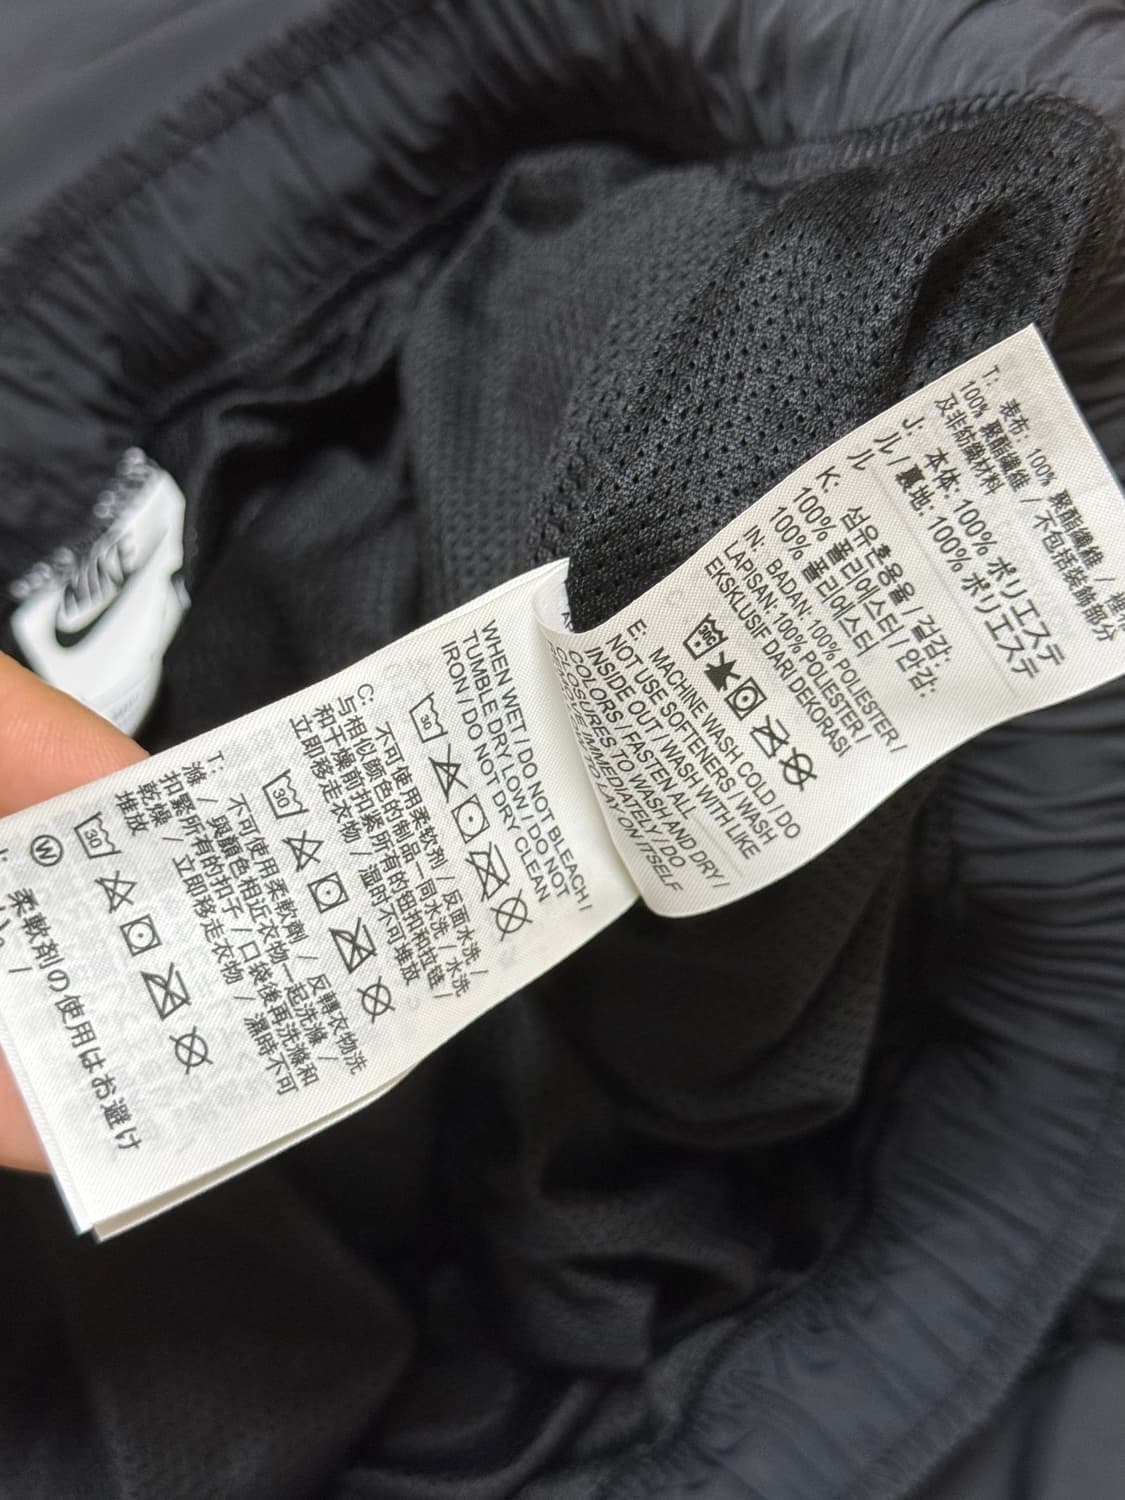 T: 表布: 100% 聚酯纖維 /
100% 聚酯纖維 / 不包括裝飾部分
及非紡織材料
J: 本体: 100% ポリエステ
ル / 裏地: 100% ポリエステ
ル
K: 섬유혼용율 / 겉감:
100% 폴리에스터 / 안감:
100% 폴리에스터
IN: BADAN: 100% POLIESTER /
LAPISAN: 100% POLIESTER /
EKSKLUSIF DARI DEKORASI
30
E: MACHINE WASH COLD / DO
NOT USE SOFTENERS / WASH
INSIDE OUT / WASH WITH LIKE
COLORS / FASTEN ALL
CLOSURES TO WASH AND DRY /
REMOVE IMMEDIATELY / DO
NOT FOLD AND LAY ON ITSELF
WHEN WET / DO NOT BLEACH /
TUMBLE DRY LOW / DO NOT
IRON / DO NOT DRY CLEAN
30
C: 不可使用柔软剂 / 反面水洗 /
与相似颜色的制品一同水洗 / 水洗
和干燥前扣紧所有的钮扣和拉链 /
立即移走衣物 / 湿时不可堆放
30
T: 不可使用柔軟劑 / 反轉衣物洗
滌 / 與顏色相近衣物一起洗滌 /
扣緊所有的扣子 / 口袋後再洗滌和
乾燥 / 立即移走衣物 / 濕時不可
堆放
30
W
柔軟剤の使用はお避け
NIKE